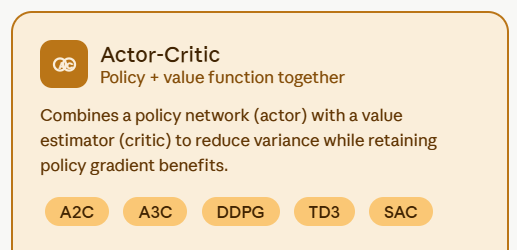 Actor-Critic
Policy + value function together
Combines a policy network (actor) with a value
estimator (critic) to reduce variance while retaining
policy gradient benefits.
A2C A3C DDPG TD3 SAC